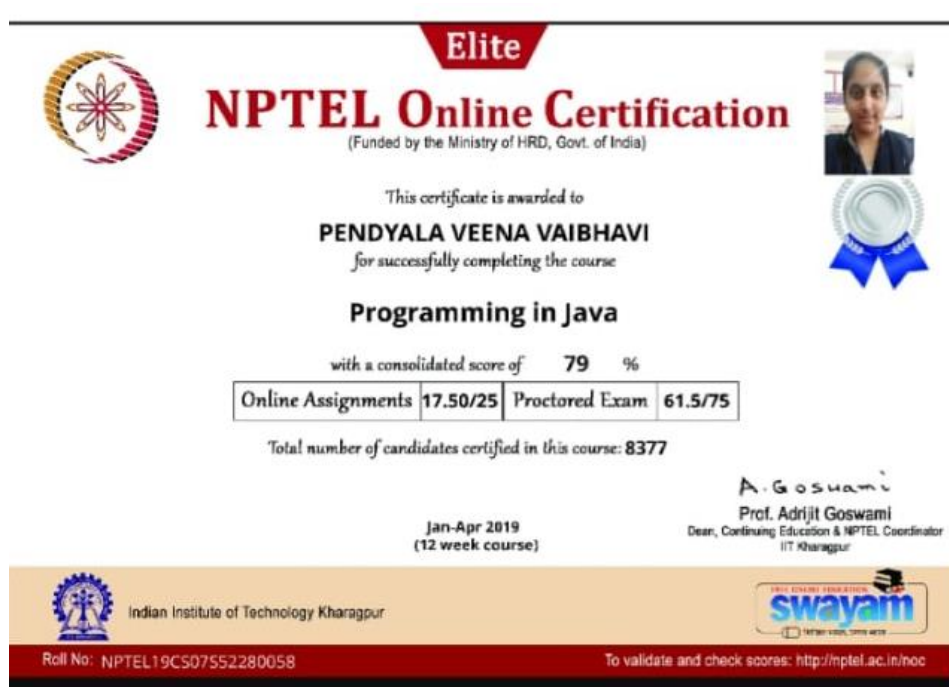 Elite
NPTEL Online Certification
(Funded by the Ministry of HRD, Govt. of India)
This certificate is awarded to
PENDYALA VEENA VAIBHAVI
for successfully completing the course
Programming in Java
with a consolidated score of 79 %
Online Assignments 17.50/25 Proctored Exam 61.5/75
Total number of candidates certified in this course: 8377
A. Goswami
Prof. Adrijit Goswami
Dean, Continuing Education & NPTEL Coordinator
IIT Kharagpur
Jan-Apr 2019
(12 week course)
Indian Institute of Technology Kharagpur
FREE ONLINE EDUCATION
swayam
Roll No: NPTEL19CS07S52280058
To validate and check scores: http://nptel.ac.in/noc